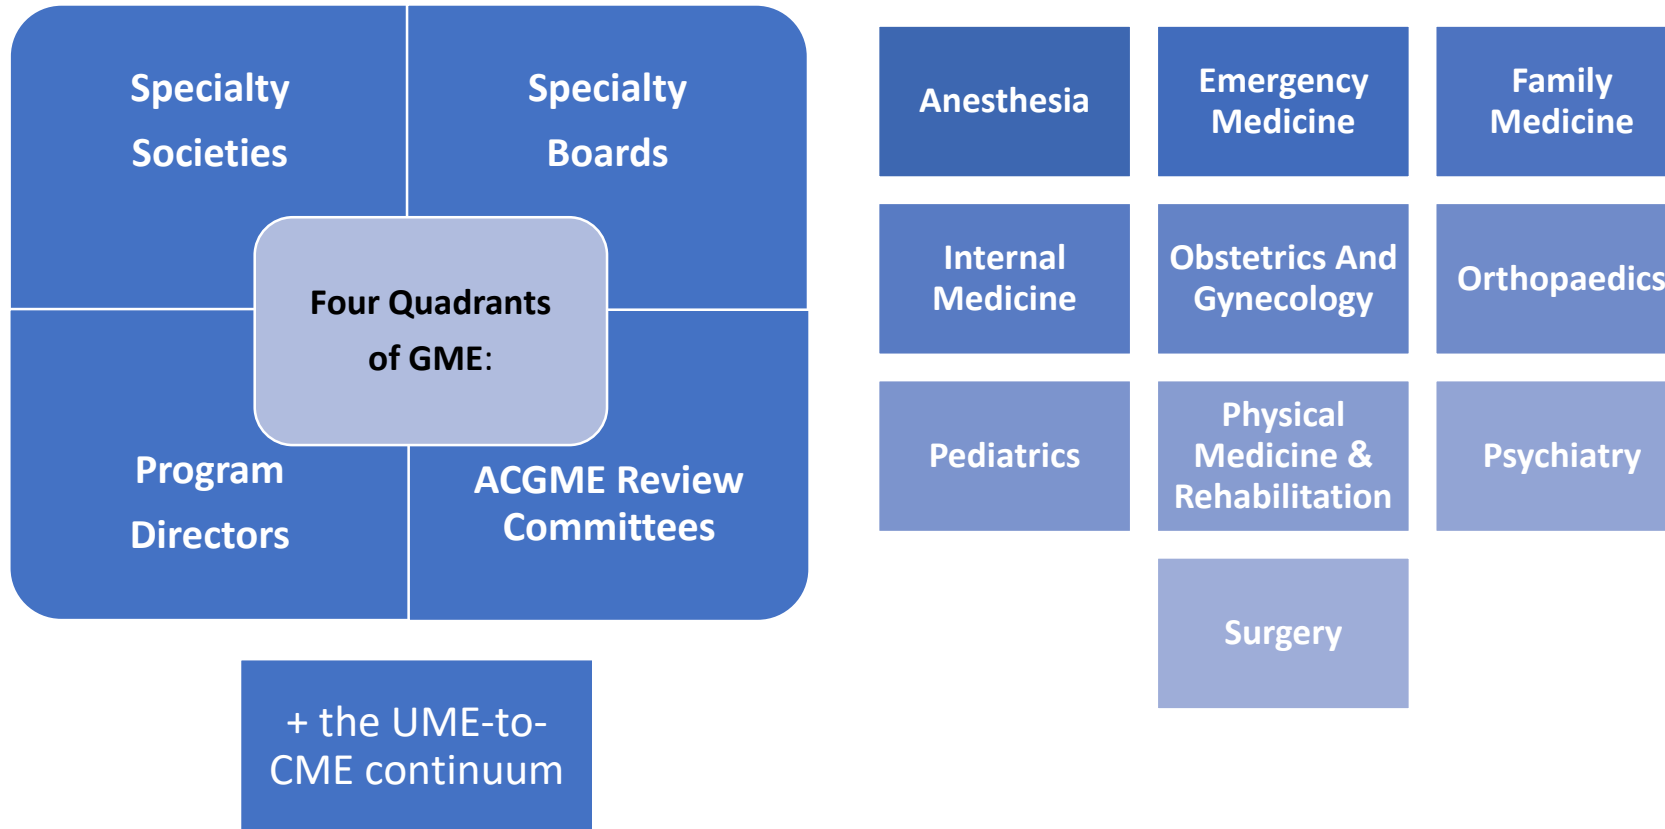 Specialty
Societies
Specialty
Boards
Four Quadrants
of GME:
Program
Directors
ACGME Review
Committees
+ the UME-to-
CME continuum
Anesthesia
Emergency
Medicine
Family
Medicine
Internal
Medicine
Obstetrics And
Gynecology
Orthopaedics
Pediatrics
Physical
Medicine &
Rehabilitation
Psychiatry
Surgery